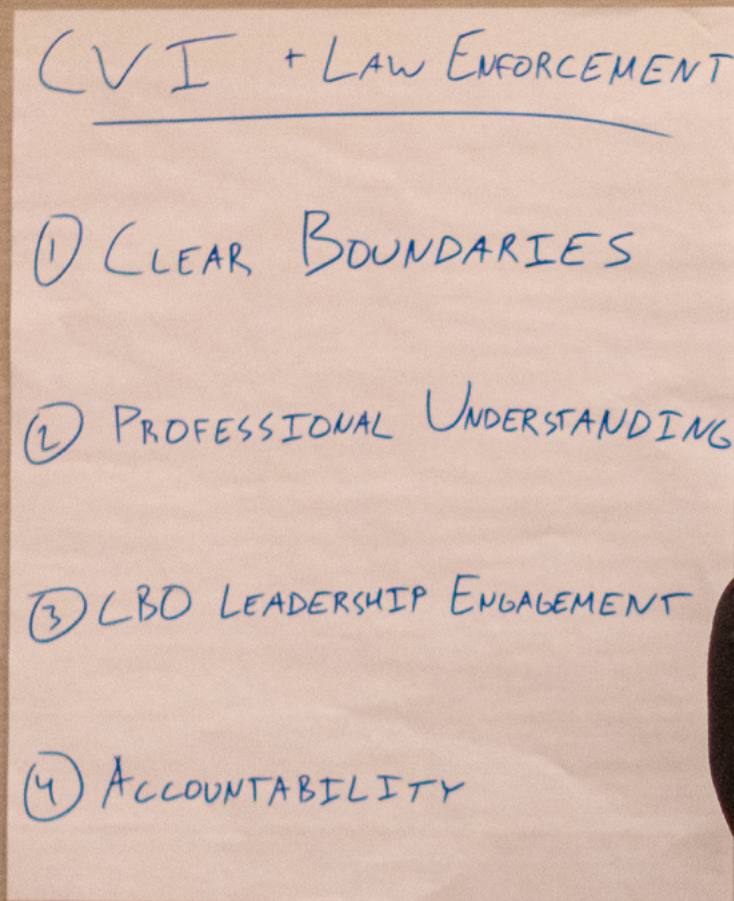 CVI + LAW ENFORCEMENT
① CLEAR BOUNDARIES
② PROFESSIONAL UNDERSTANDING
③ CBO LEADERSHIP ENGAGEMENT
④ ACCOUNTABILITY